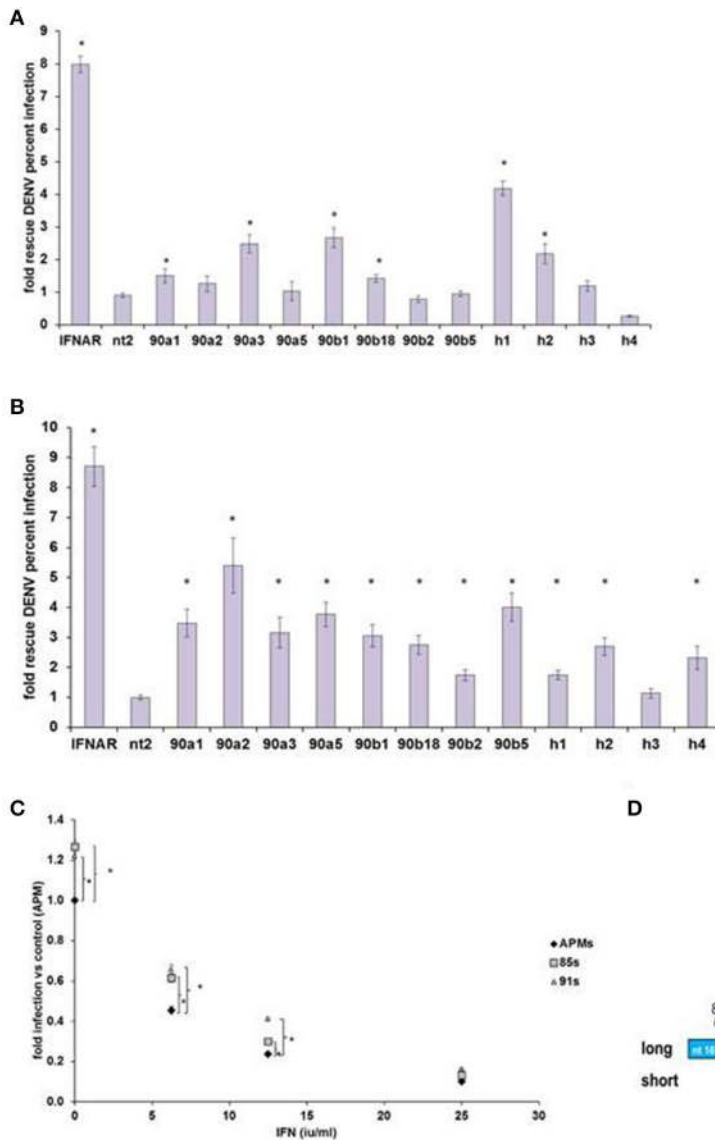 A
fold rescue DENV percent infection
9
8
7
6
5
4
3
2
1
0
* * * * * * *
IFNAR nt2 90a1 90a2 90a3 90a5 90b1 90b18 90b2 90b5 h1 h2 h3 h4
B
fold rescue DENV percent infection
10
9
8
7
6
5
4
3
2
1
0
* * * * * * * * * * * *
IFNAR nt2 90a1 90a2 90a3 90a5 90b1 90b18 90b2 90b5 h1 h2 h3 h4
C
fold infection vs control (APM)
1.4
1.2
1.0
0.8
0.6
0.4
0.2
0.0
* *
* *
* *
0 5 10 15 20 25 30
IFN (iu/ml)
APMs
85s
91s
D
long
short